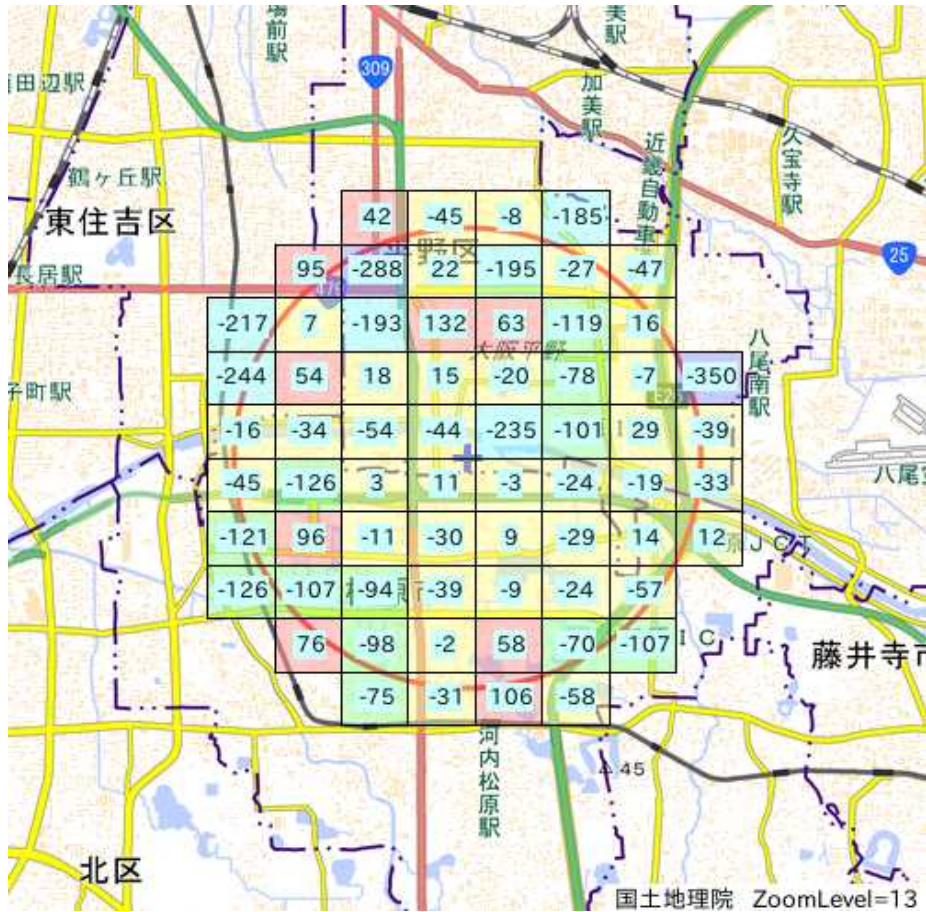 場前駅
美駅
309
田辺駅
加美駅
久宝寺駅
近畿自動車
鶴ヶ丘駅
東住吉区
42 -45 -8 -185
野区
25
長居駅
95 -288 22 -195 -27 -47
-217 7 -193 132 63 -119 16
大阪平野
八尾南駅
子町駅
-244 54 18 15 -20 -78 -7 -350
-16 -34 -54 -44 -235 -101 29 -39
八尾空
-45 -126 3 11 -3 -24 -19 -33
-121 96 -11 -30 9 -29 14 12
JCT
-126 -107 -94 -39 -9 -24 -57
76 -98 -2 58 -70 -107
IC
藤井寺市
-75 -31 106 -58
河内松原駅
45
北区
国土地理院 ZoomLevel=13